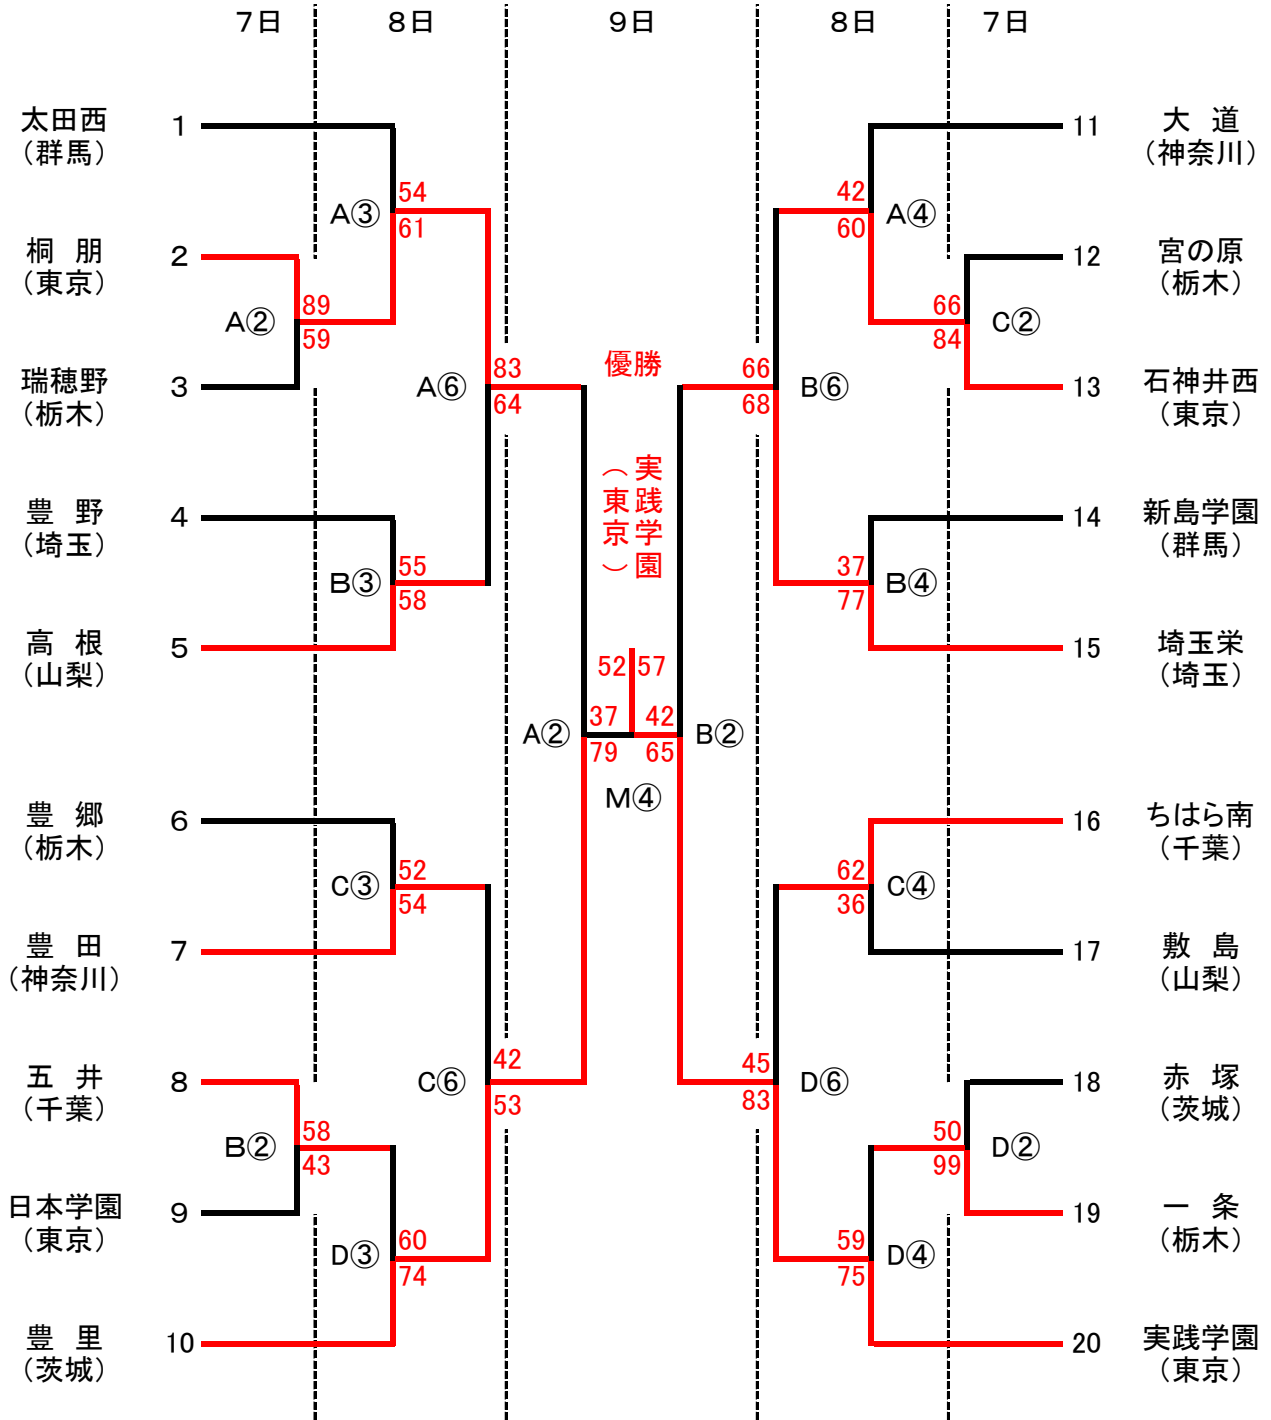 7日 8日 9日 8日 7日
太田西 1
(群馬)
54
A③
61
桐 朋 2
(東京)
89
A②
59
瑞穂野 3
(栃木)
83
A⑥
64
豊 野 4
(埼玉)
55
B③
58
高 根 5
(山梨)
豊 郷 6
(栃木)
52
C③
54
豊 田 7
(神奈川)
42
C⑥
53
五 井 8
(千葉)
58
B②
43
日本学園 9
(東京)
60
D③
74
豊 里 10
(茨城)
優勝
実践学園
(東京)
52 57
37 42
A② B②
79 65
M④
11 大 道
(神奈川)
42
A④
60
12 宮の原
(栃木)
66
C②
84
13 石神井西
(東京)
66
B⑥
68
14 新島学園
(群馬)
37
B④
77
15 埼玉栄
(埼玉)
16 ちはら南
(千葉)
62
C④
36
17 敷 島
(山梨)
45
D⑥
83
18 赤 塚
(茨城)
50
D②
99
19 一 条
(栃木)
59
D④
75
20 実践学園
(東京)